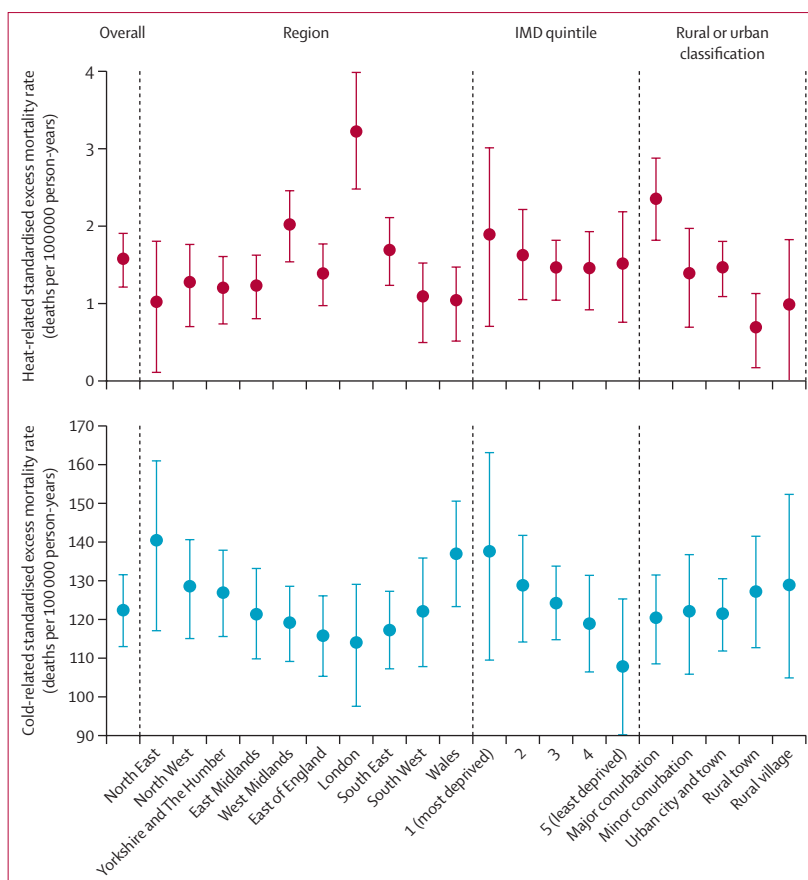 Overall
Region
IMD quintile
Rural or urban
classification
Heat-related standardised excess mortality rate
(deaths per 100 000 person-years)
4
3
2
1
0
Cold-related standardised excess mortality rate
(deaths per 100 000 person-years)
170
160
150
140
130
120
110
100
90
North East
North West
Yorkshire and The Humber
East Midlands
West Midlands
East of England
London
South East
South West
Wales
1 (most deprived)
2
3
4
5 (least deprived)
Major conurbation
Minor conurbation
Urban city and town
Rural town
Rural village